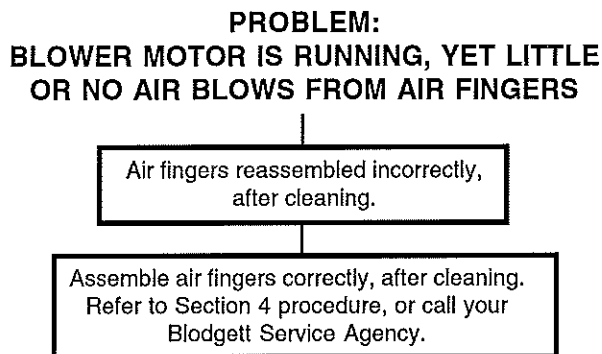 PROBLEM:
BLOWER MOTOR IS RUNNING, YET LITTLE
OR NO AIR BLOWS FROM AIR FINGERS
Air fingers reassembled incorrectly,
after cleaning.
Assemble air fingers correctly, after cleaning.
Refer to Section 4 procedure, or call your
Blodgett Service Agency.